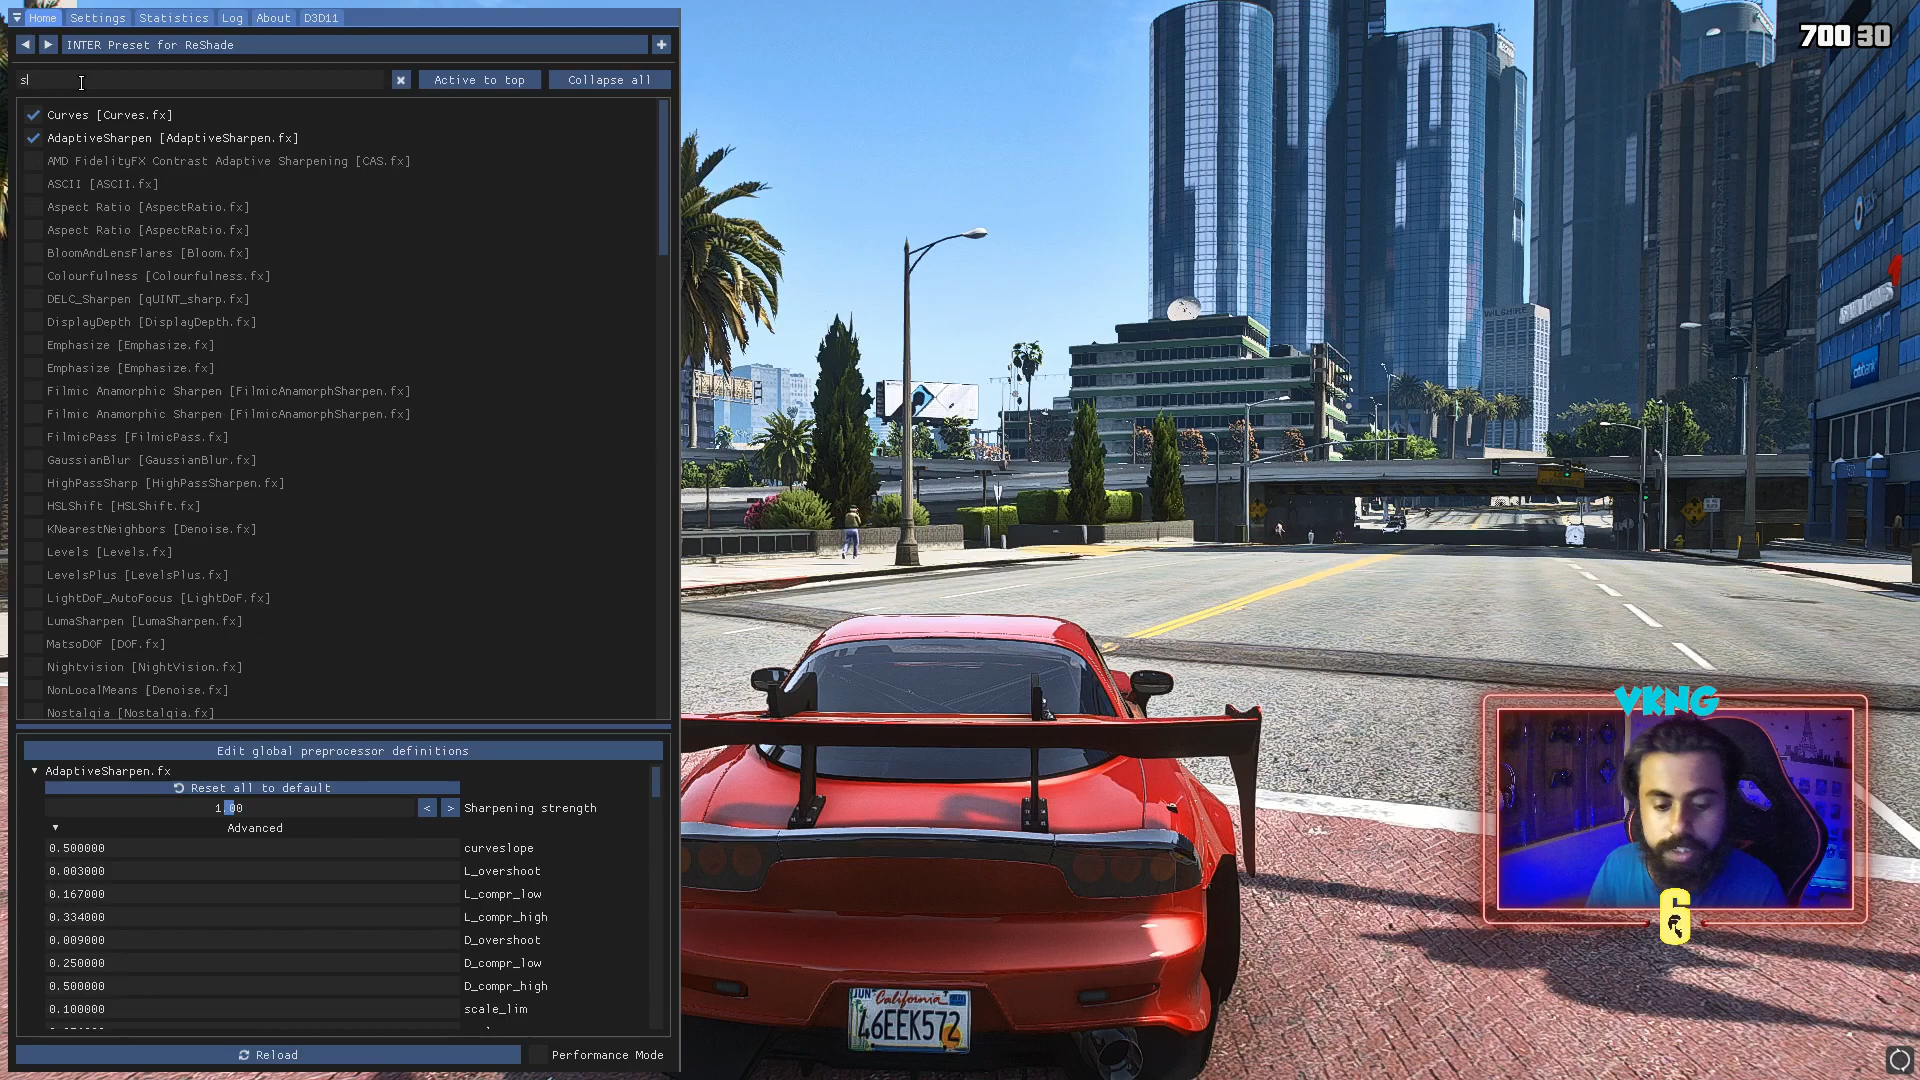 Home Settings Statistics Log About D3D11
INTER Preset for ReShade
700 30
s
Active to top
Collapse all
Curves [Curves.fx]
AdaptiveSharpen [AdaptiveSharpen.fx]
AMD FidelityFX Contrast Adaptive Sharpening [CAS.fx]
ASCII [ASCII.fx]
Aspect Ratio [AspectRatio.fx]
Aspect Ratio [AspectRatio.fx]
BloomAndLensFlares [Bloom.fx]
Colourfulness [Colourfulness.fx]
DELC_Sharpen [qUINT_sharp.fx]
DisplayDepth [DisplayDepth.fx]
Emphasize [Emphasize.fx]
Emphasize [Emphasize.fx]
Filmic Anamorphic Sharpen [FilmicAnamorphSharpen.fx]
Filmic Anamorphic Sharpen [FilmicAnamorphSharpen.fx]
FilmicPass [FilmicPass.fx]
GaussianBlur [GaussianBlur.fx]
HighPassSharp [HighPassSharpen.fx]
HSLShift [HSLShift.fx]
KNearestNeighbors [Denoise.fx]
Levels [Levels.fx]
LevelsPlus [LevelsPlus.fx]
LightDoF_AutoFocus [LightDoF.fx]
LumaSharpen [LumaSharpen.fx]
MatsoDOF [DOF.fx]
Nightvision [NightVision.fx]
NonLocalMeans [Denoise.fx]
Nostalgia [Nostalgia.fx]
Edit global preprocessor definitions
AdaptiveSharpen.fx
Reset all to default
1.00 < > Sharpening strength
Advanced
0.500000 curveslope
0.003000 L_overshoot
0.167000 L_compr_low
0.334000 L_compr_high
0.009000 D_overshoot
0.250000 D_compr_low
0.500000 D_compr_high
0.100000 scale_lim
Reload
Performance Mode
WILSHIRE
citibank
VKNG
6
JUN California
46EEK572